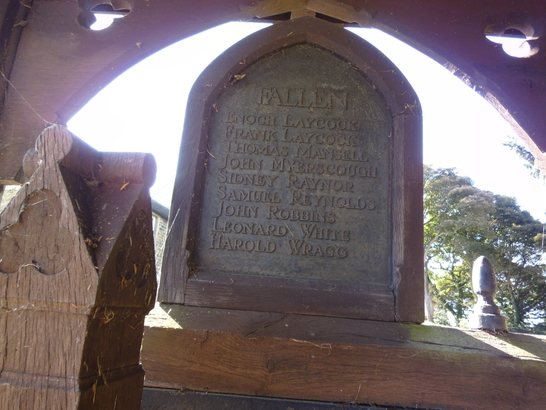 FALLEN
ENOCH LAYCOCK
FRANK LAYCOCK
THOMAS MANSELL
JOHN MYERSCOUGH
SIDNEY RAYNOR
SAMUEL REYNOLDS
JOHN ROBBINS
LEONARD WHITE
HAROLD WRAGG